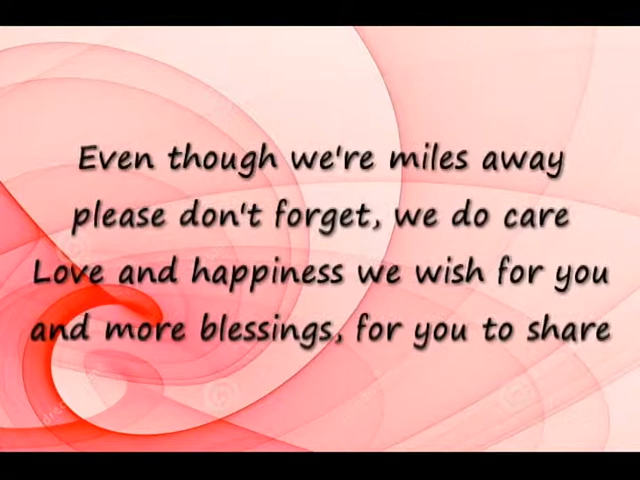 Even though we're miles away
please don't forget, we do care
Love and happiness we wish for you
and more blessings, for you to share